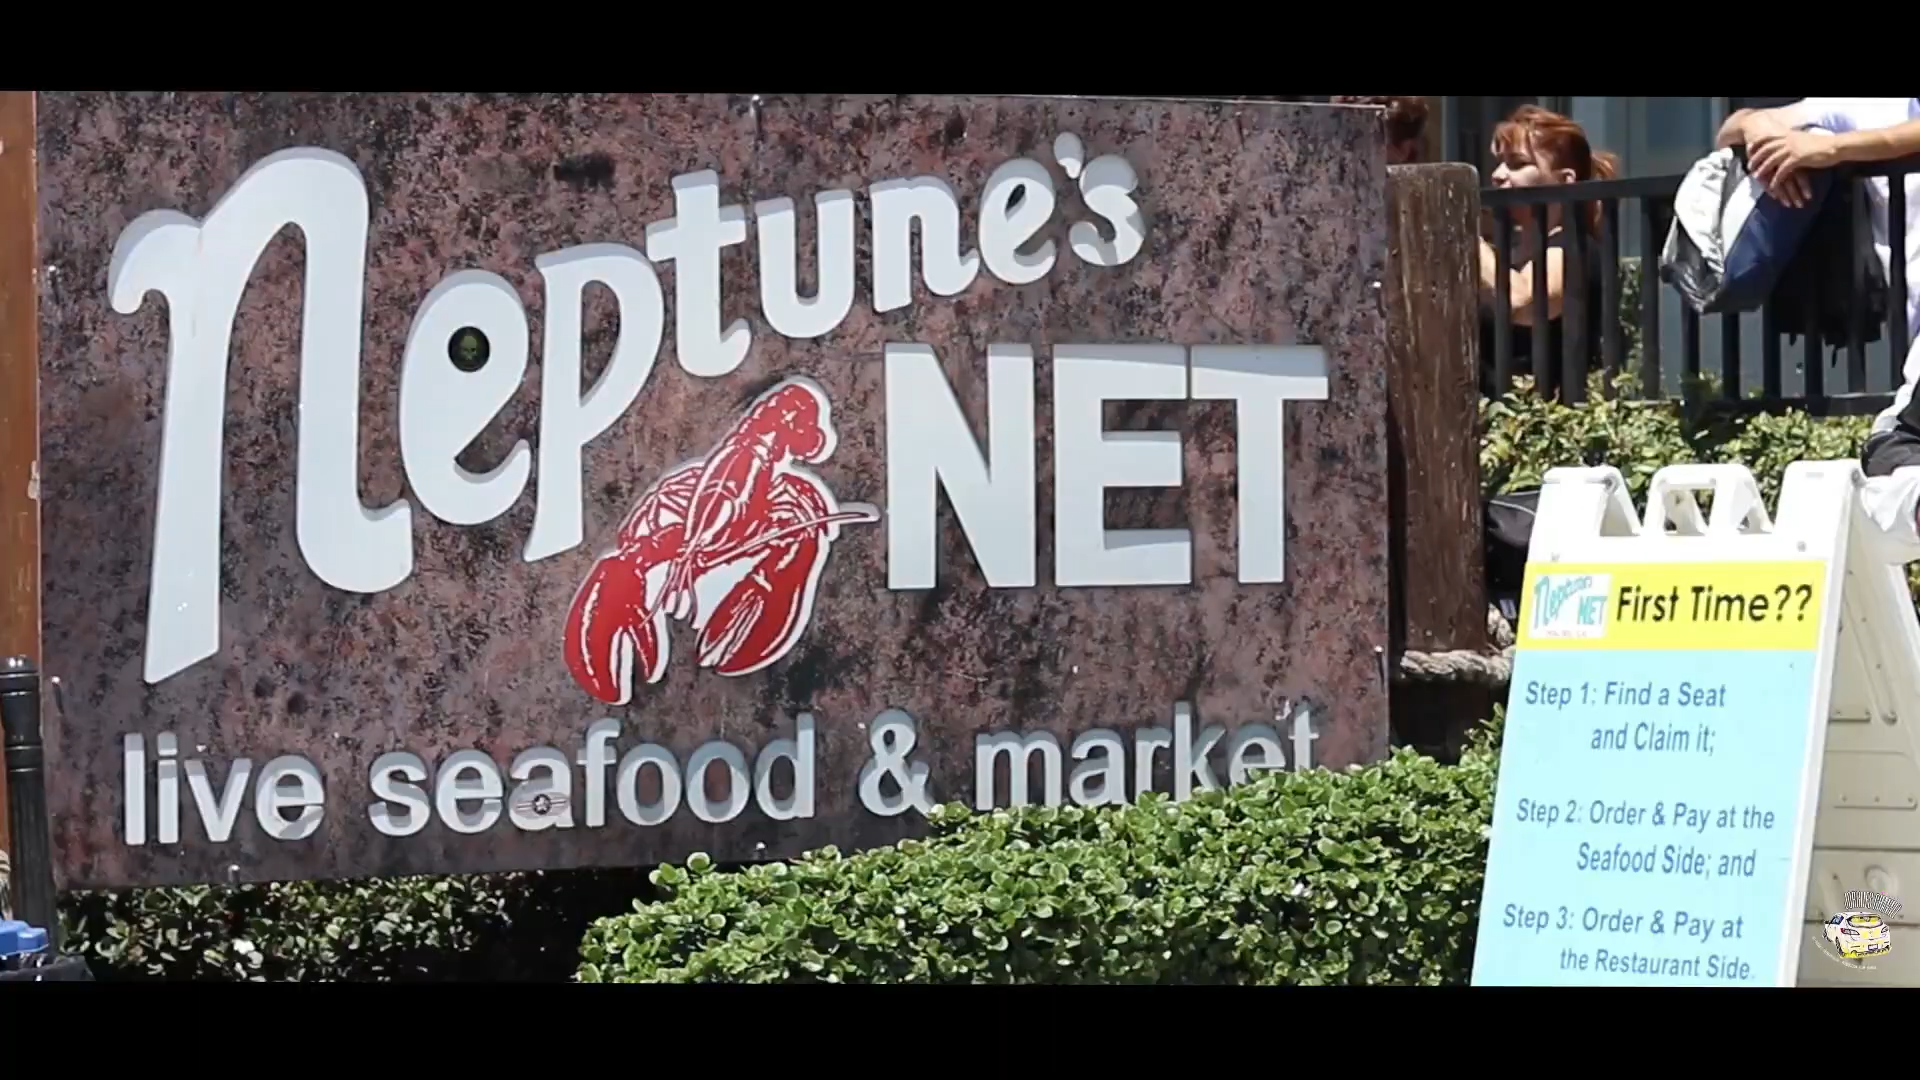 Neptune's
NET
live seafood & market
Neptune's
NET
First Time??
Step 1: Find a Seat
and Claim it;
Step 2: Order & Pay at the
Seafood Side; and
Step 3: Order & Pay at
the Restaurant Side.